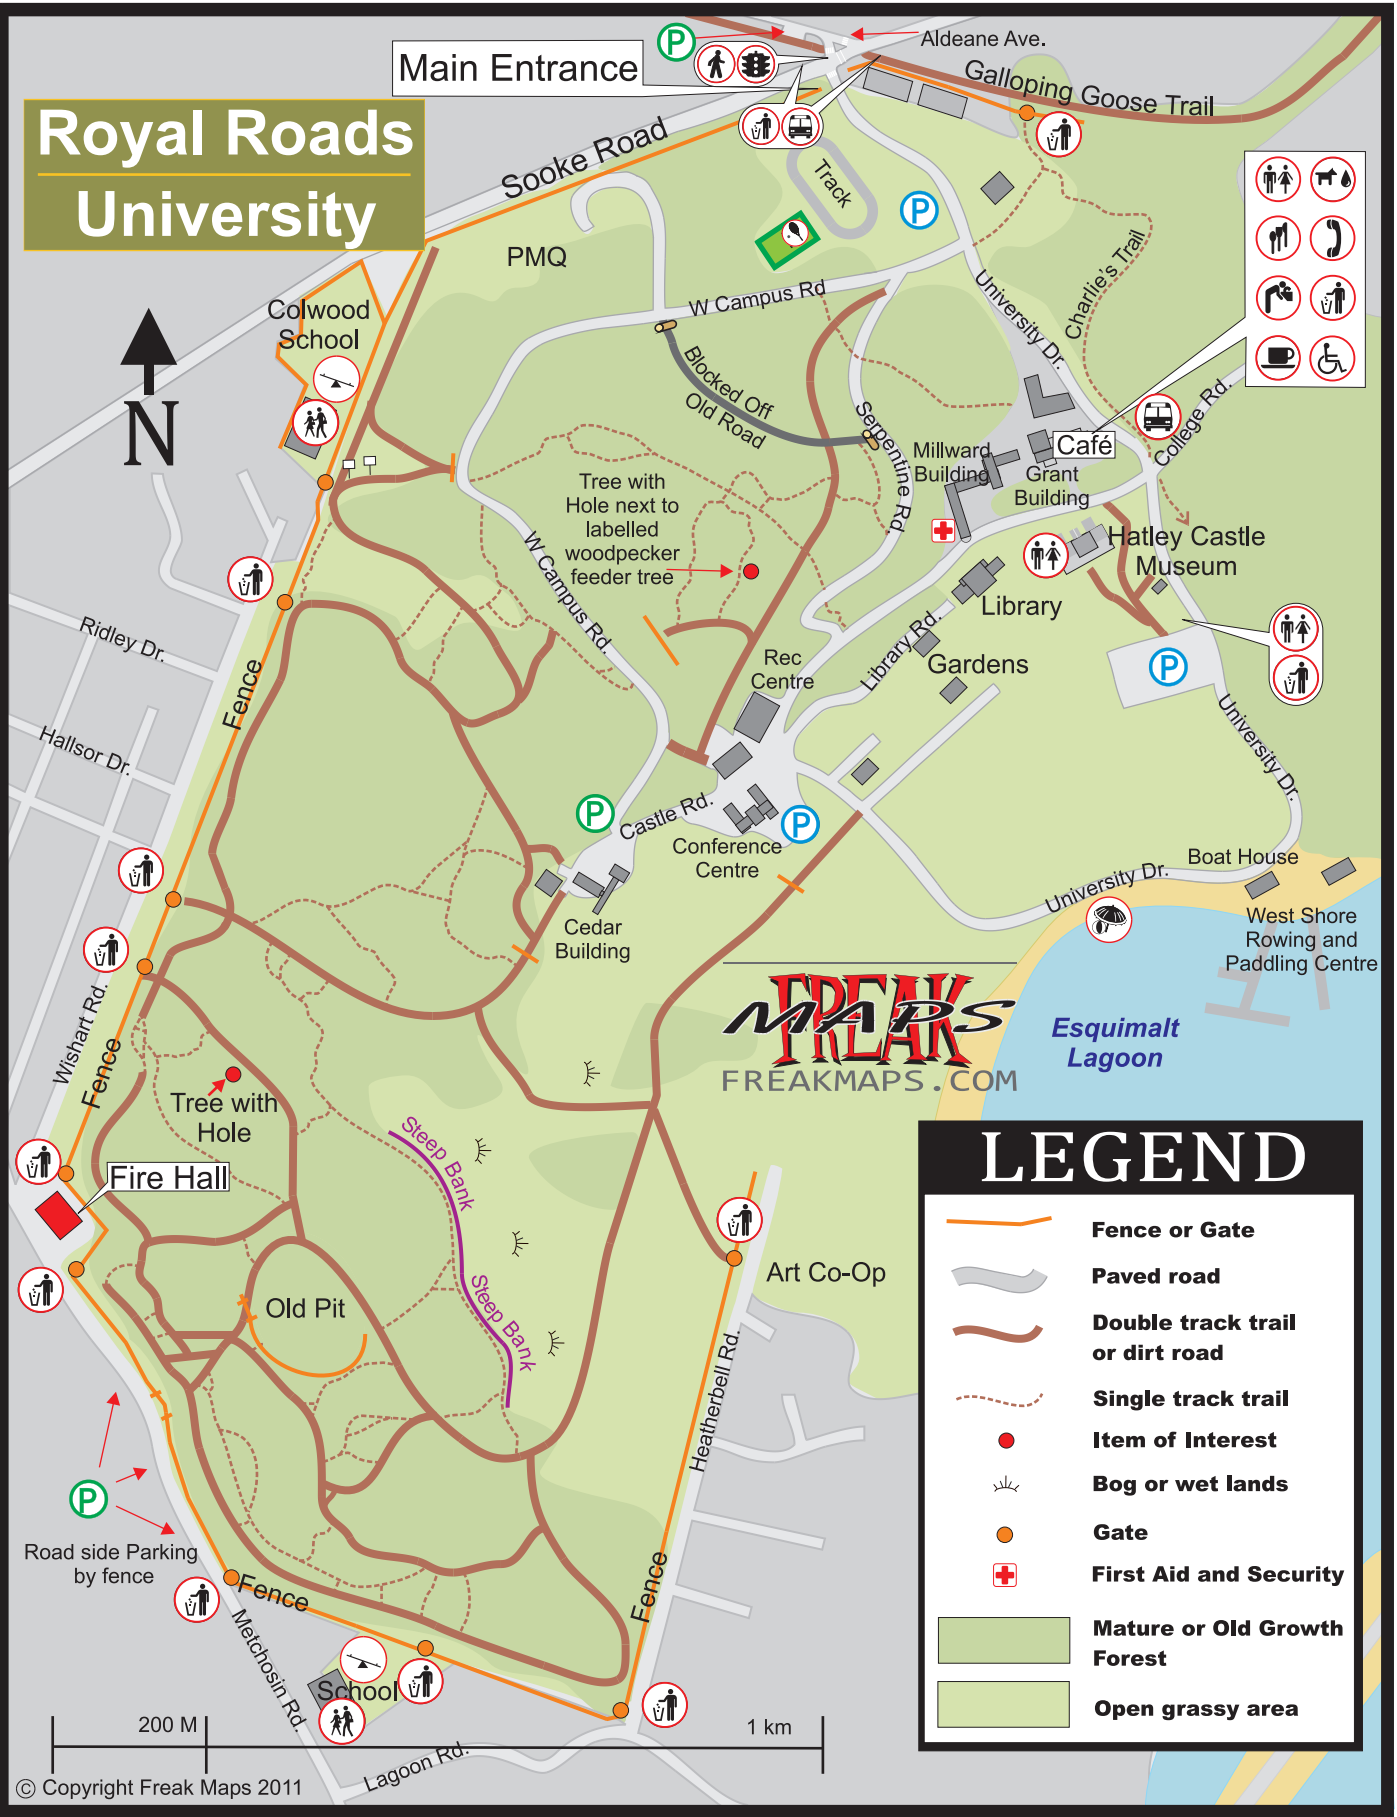 Royal Roads
University
Main Entrance
P
Aldeane Ave.
Galloping Goose Trail
Sooke Road
Track
P
PMQ
W Campus Rd
University Dr.
Charlie's Trail
Colwood
School
N
Blocked Off
Old Road
Serpentine Rd.
Millward
Building
Café
Grant
Building
College Rd.
Tree with
Hole next to
labelled
woodpecker
feeder tree
W Campus Rd.
Hatley Castle
Museum
Library
Library Rd.
Gardens
Rec
Centre
P
University Dr.
Ridley Dr.
Hallsor Dr.
Fence
P
Castle Rd.
P
Conference
Centre
Cedar
Building
University Dr.
Boat House
West Shore
Rowing and
Paddling Centre
Esquimalt
Lagoon
FREAK
MAPS
FREAKMAPS.COM
Wishart Rd.
Fence
Tree with
Hole
Fire Hall
Steep Bank
Steep Bank
Old Pit
Art Co-Op
Heatherbell Rd.
Fence
P
Road side Parking
by fence
Fence
Metchosin Rd.
School
Lagoon Rd.
200 M
1 km
© Copyright Freak Maps 2011
LEGEND
Fence or Gate
Paved road
Double track trail
or dirt road
Single track trail
Item of Interest
Bog or wet lands
Gate
First Aid and Security
Mature or Old Growth
Forest
Open grassy area